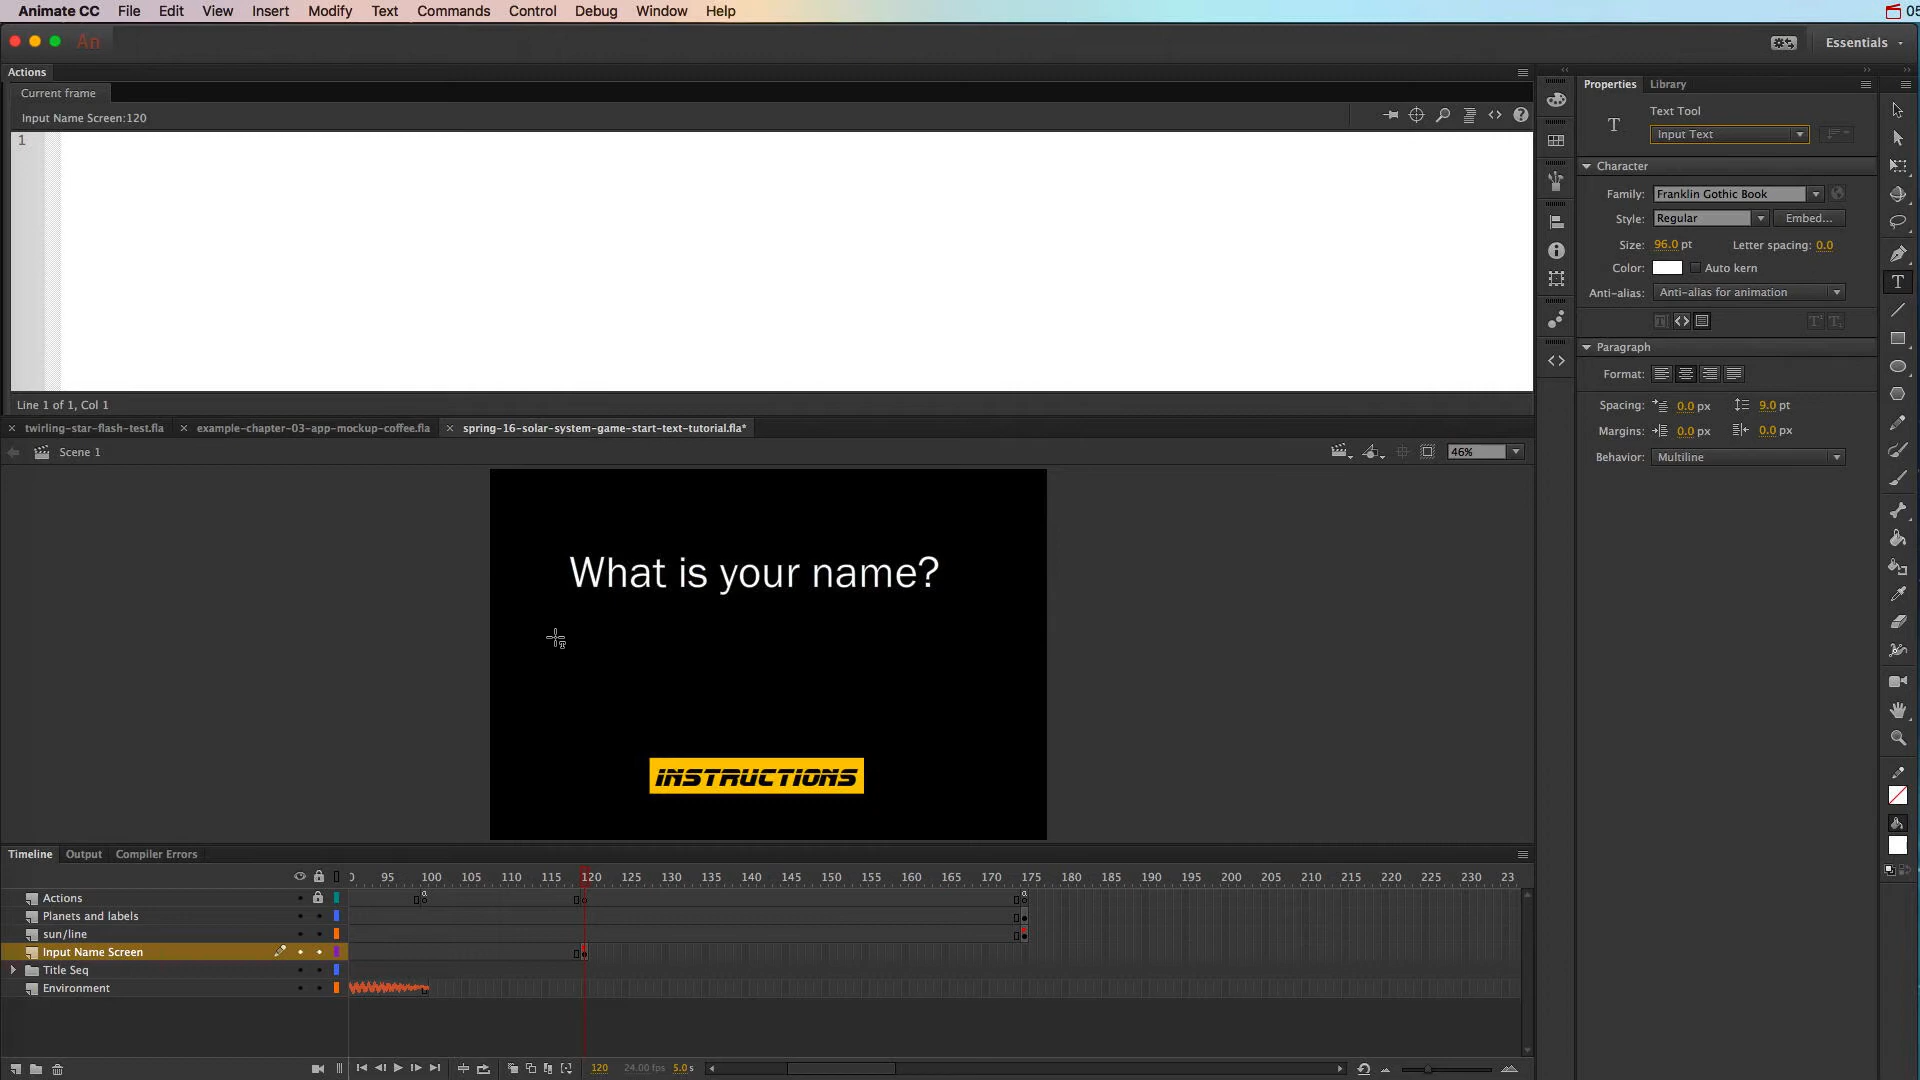 Animate CC File Edit View Insert Modify Text Commands Control Debug Window Help 05
An Essentials
Actions
Current frame
Input Name Screen:120
1
Line 1 of 1, Col 1
Properties Library
Text Tool
T Input Text
Character
Family: Franklin Gothic Book
Style: Regular Embed...
Size: 96.0 pt Letter spacing: 0.0
Color: Auto kern
Anti-alias: Anti-alias for animation
Paragraph
Format:
Spacing: 0.0 px 9.0 pt
Margins: 0.0 px 0.0 px
Behavior: Multiline
twirling-star-flash-test.fla example-chapter-03-app-mockup-coffee.fla spring-16-solar-system-game-start-text-tutorial.fla*
Scene 1 46%
What is your name?
INSTRUCTIONS
Timeline Output Compiler Errors
0 95 100 105 110 115 120 125 130 135 140 145 150 155 160 165 170 175 180 185 190 195 200 205 210 215 220 225 230 23
Actions
Planets and labels
sun/line
Input Name Screen
Title Seq
Environment
120 24.00 fps 5.0 s